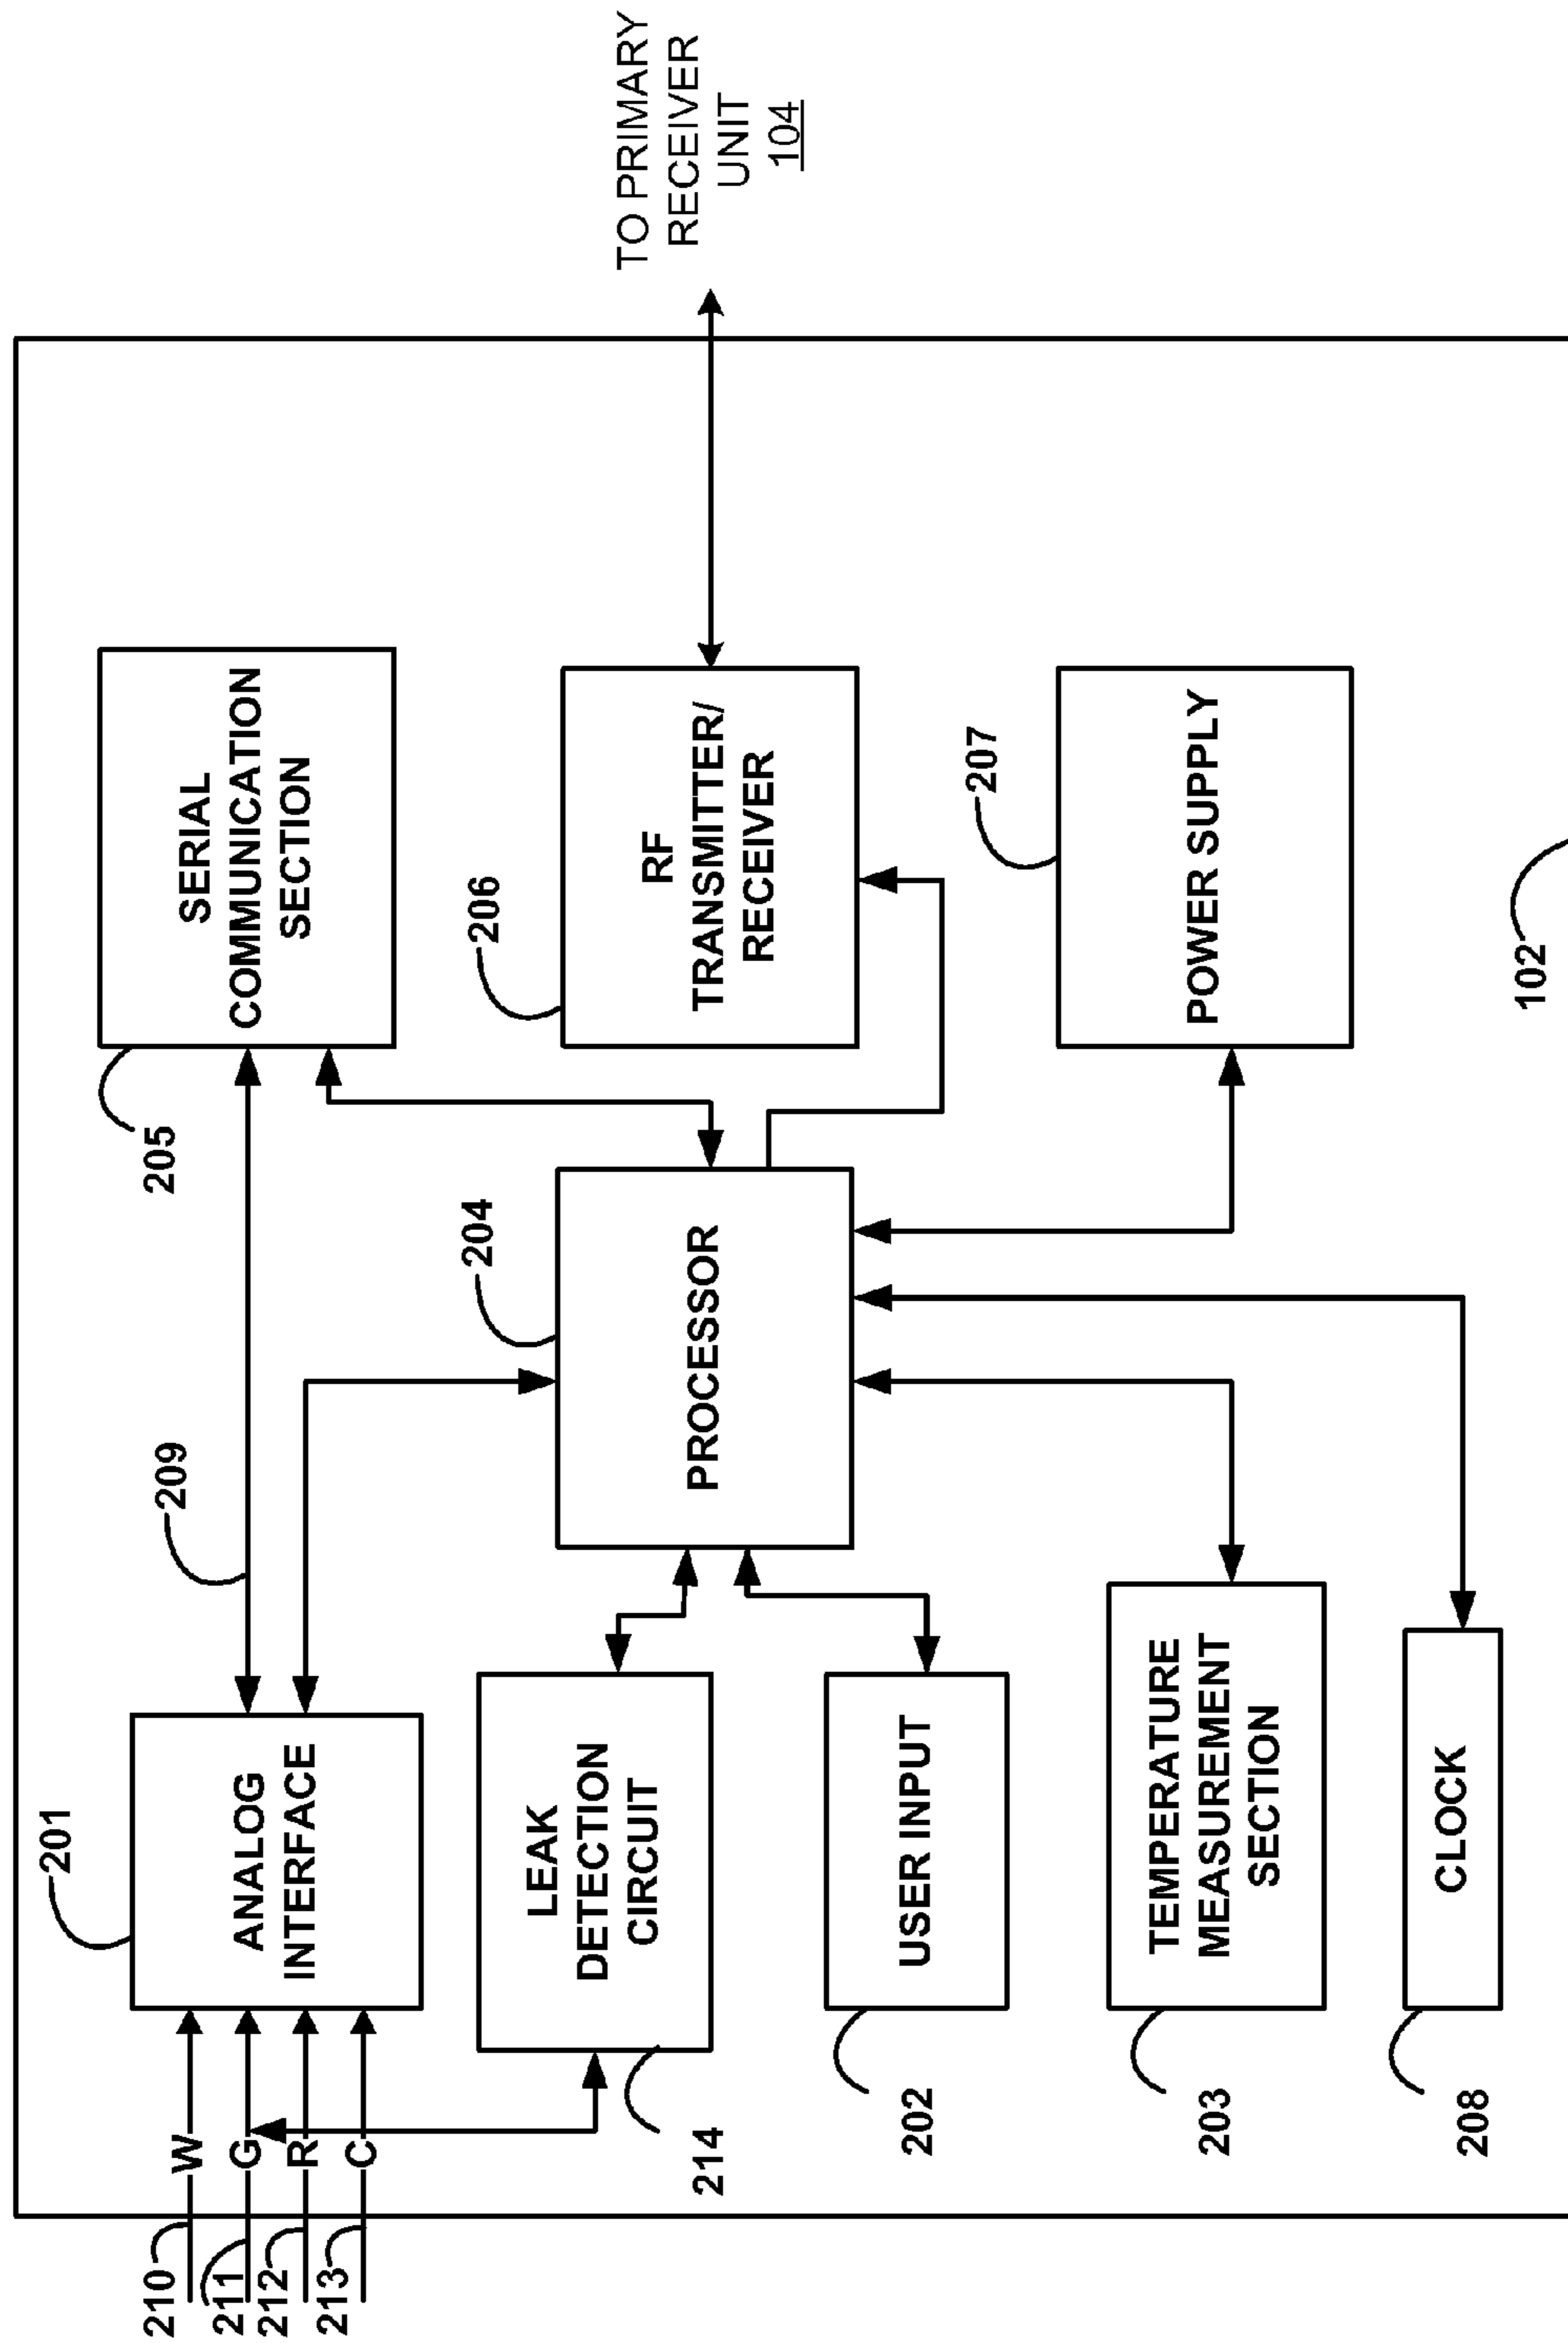 210
211
212
213
W
G
R
C
201
ANALOG
INTERFACE
209
205
SERIAL
COMMUNICATION
SECTION
214
LEAK
DETECTION
CIRCUIT
204
PROCESSOR
206
RF
TRANSMITTER/
RECEIVER
TO PRIMARY
RECEIVER
UNIT
104
202
USER INPUT
207
POWER SUPPLY
203
TEMPERATURE
MEASUREMENT
SECTION
208
CLOCK
102